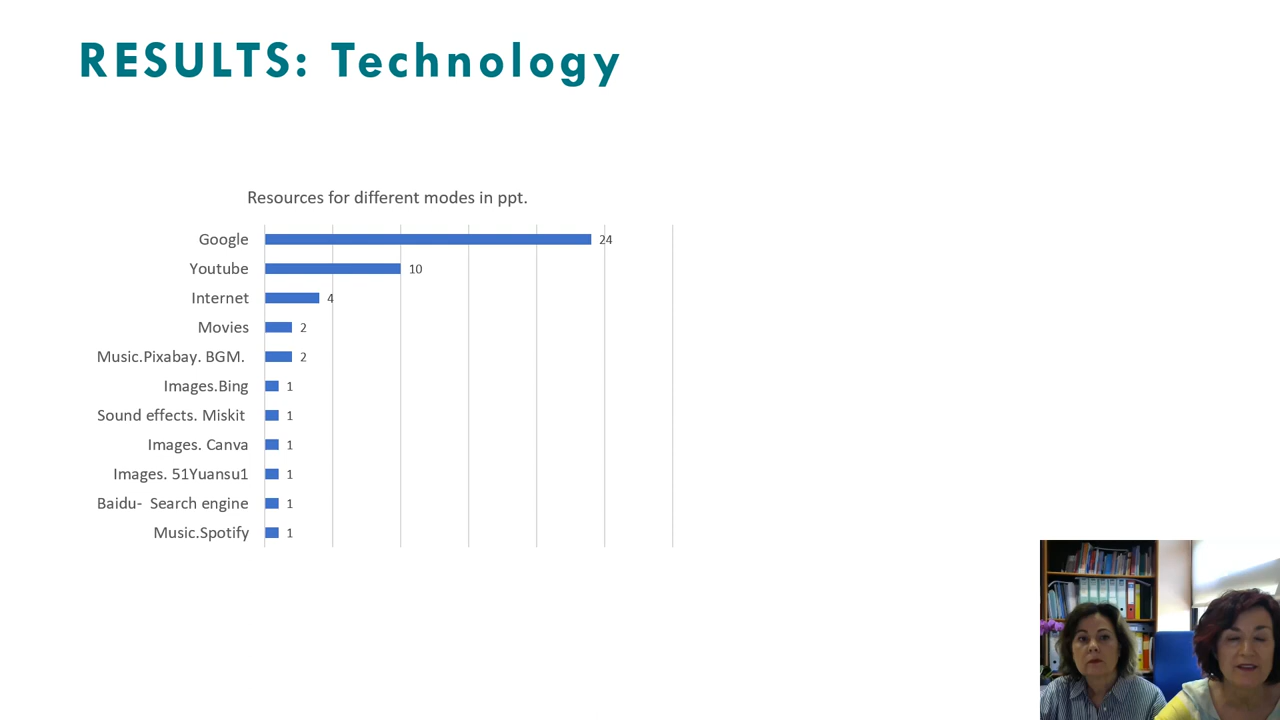 RESULTS: Technology
Resources for different modes in ppt.
Google 24
Youtube 10
Internet 4
Movies 2
Music.Pixabay. BGM. 2
Images.Bing 1
Sound effects. Miskit 1
Images. Canva 1
Images. 51Yuansu1 1
Baidu- Search engine 1
Music.Spotify 1